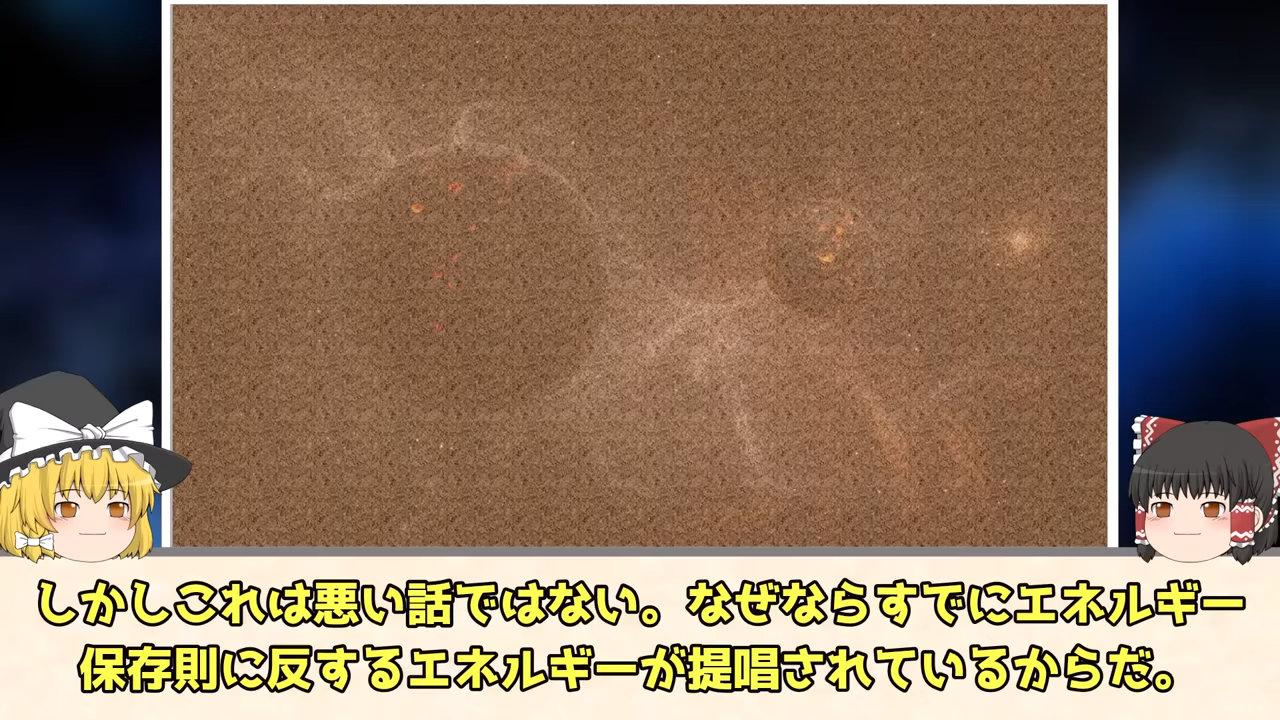 しかしこれは悪い話ではない。なぜならすでにエネルギー
保存則に反するエネルギーが提唱されているからだ。